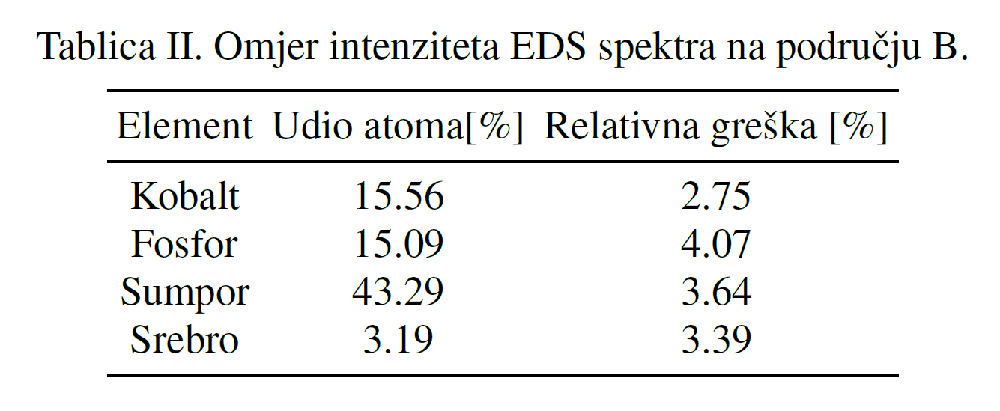 Tablica II. Omjer intenziteta EDS spektra na području B.
Element Udio atoma[%] Relativna greška [%]
Kobalt 15.56 2.75
Fosfor 15.09 4.07
Sumpor 43.29 3.64
Srebro 3.19 3.39